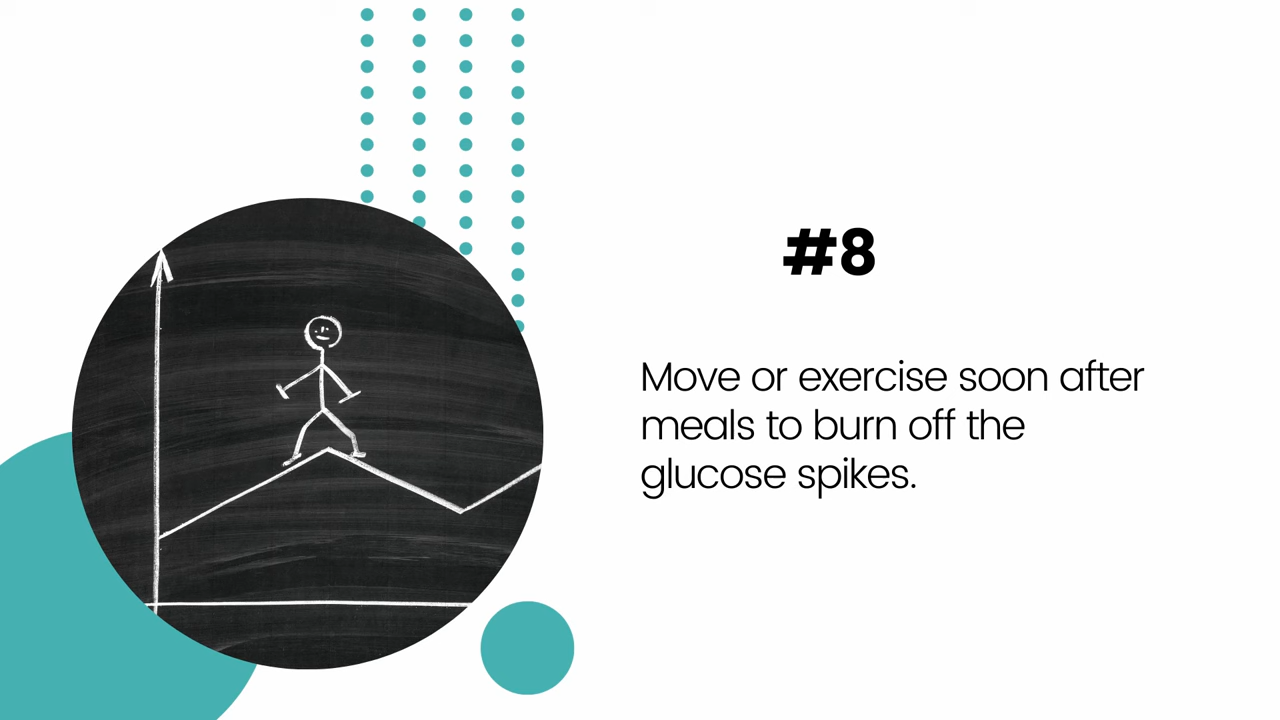 #8
Move or exercise soon after
meals to burn off the
glucose spikes.